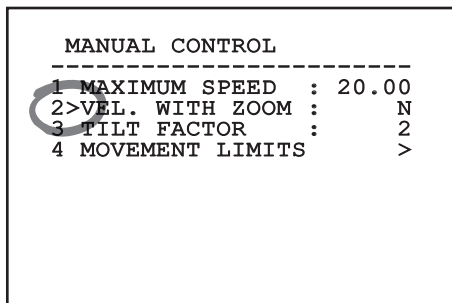 MANUAL CONTROL
-------------------------
1 MAXIMUM SPEED : 20.00
2>VEL. WITH ZOOM : N
3 TILT FACTOR : 2
4 MOVEMENT LIMITS >